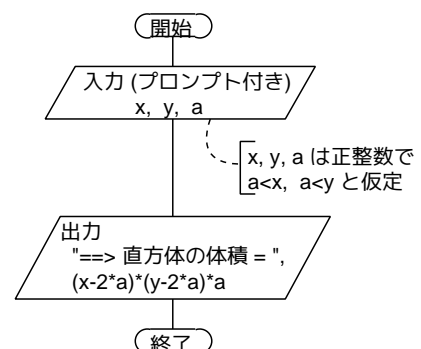 開始
入力 (プロンプト付き)
x, y, a
x, y, a は正整数で
a<x, a<y と仮定
出力
"==> 直方体の体積 = ",
(x-2*a)*(y-2*a)*a
終了